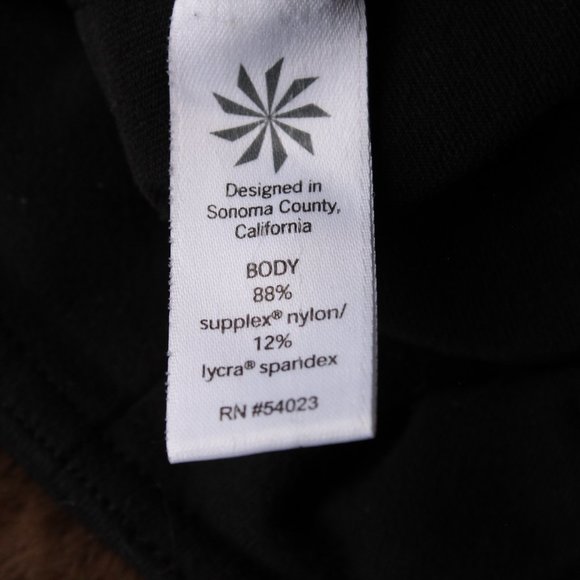 Designed in
Sonoma County,
California
BODY
88%
supplex® nylon/
12%
lycra® spandex
RN #54023